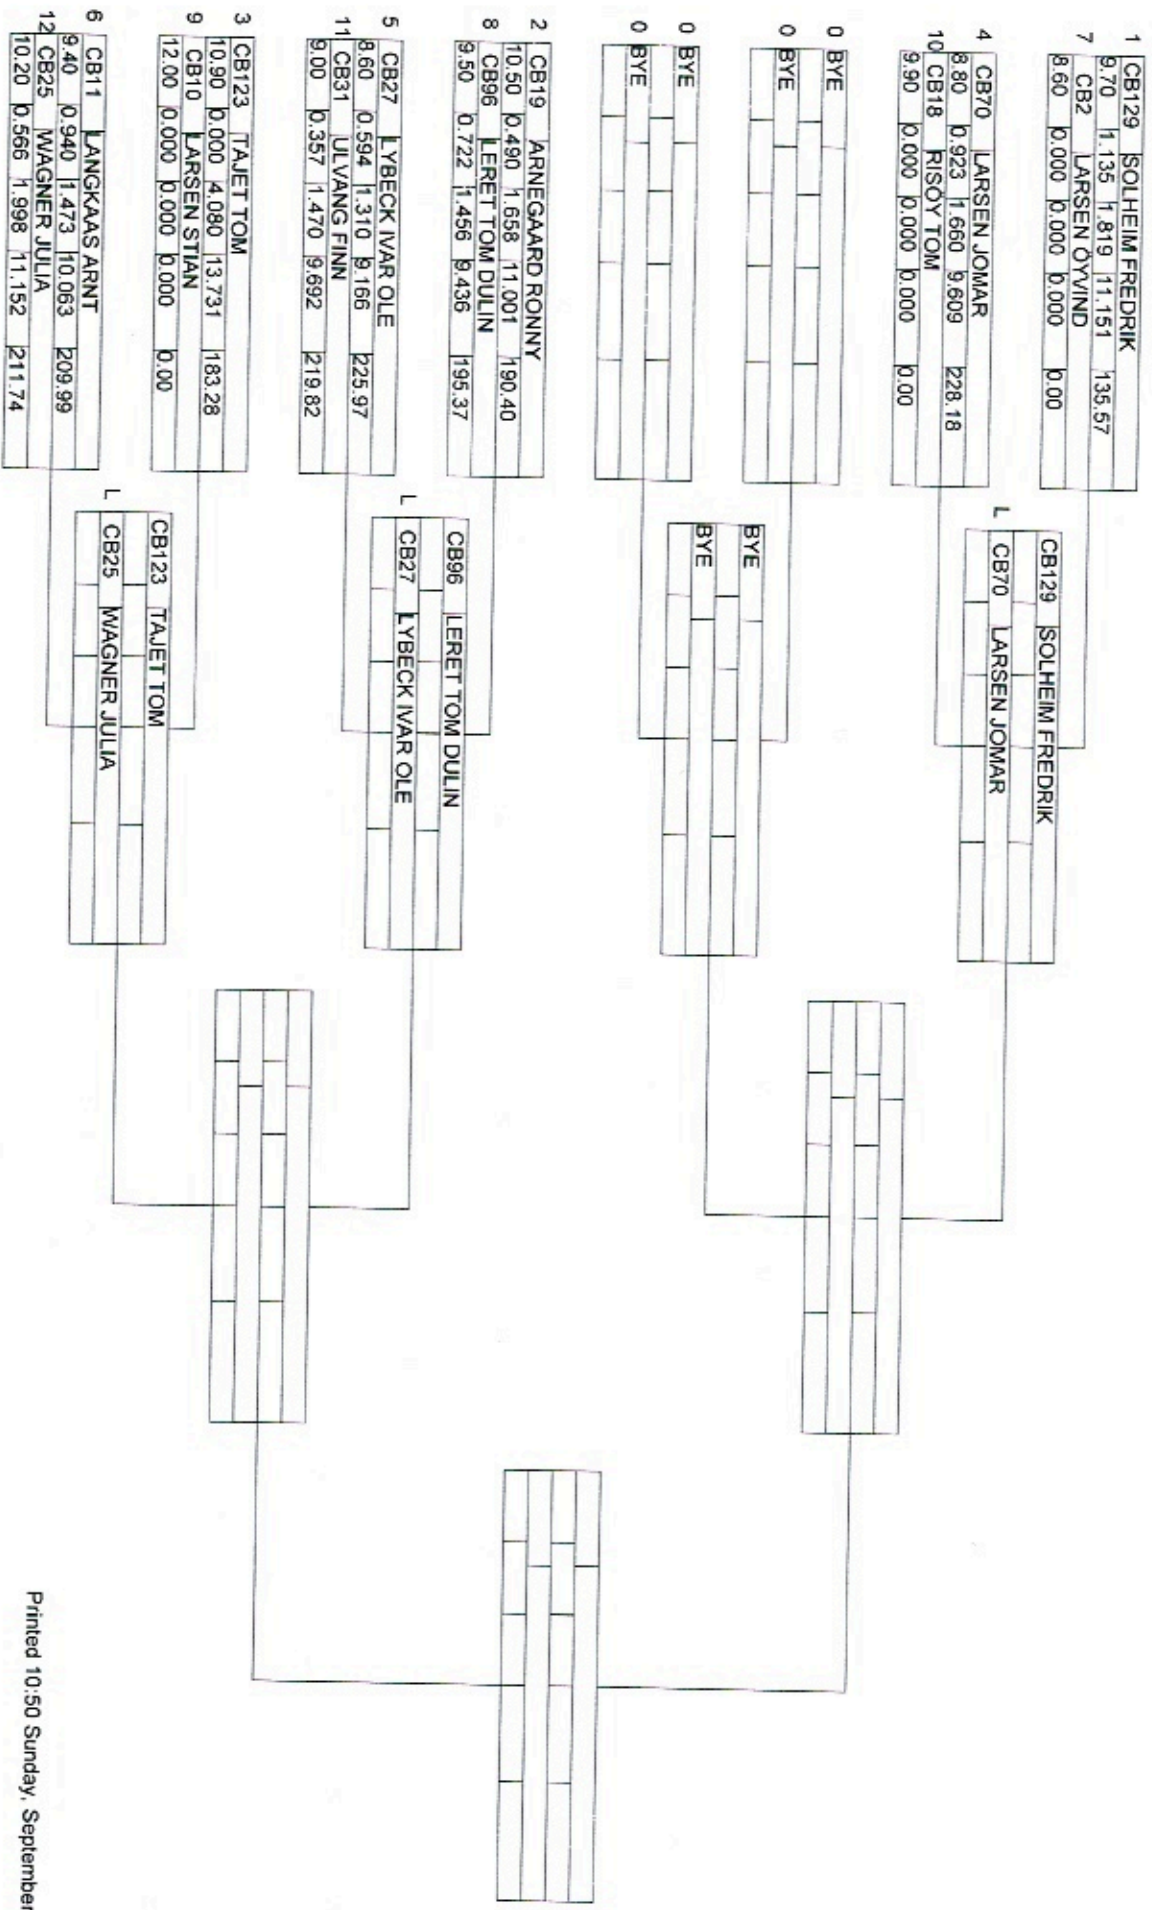 1 CB129 SOLHEIM FREDRIK
9.70 1.135 1.819 11.151 135.57
7 CB2 LARSEN ÖYVIND
8.60 0.000 0.000 0.000 0.00
4 CB70 LARSEN JOMAR
8.80 0.923 1.660 9.609 228.18
10 CB18 RISÖY TOM
9.90 0.000 0.000 0.000 0.00
0 BYE
0 BYE
0 BYE
0 BYE
2 CB19 ARNEGAARD RONNY
10.50 0.490 1.658 11.001 190.40
8 CB96 LERET TOM DULIN
9.50 0.722 1.456 9.436 195.37
5 CB27 LYBECK IVAR OLE
8.60 0.594 1.310 9.166 225.97
11 CB31 ULVANG FINN
9.00 0.357 1.470 9.692 219.82
3 CB123 TAJET TOM
10.90 0.000 4.080 13.731 183.28
9 CB10 LARSEN STIAN
12.00 0.000 0.000 0.000 0.00
6 CB11 LANGKAAS ARNT
9.40 0.940 1.473 10.063 209.99
12 CB25 WAGNER JULIA
10.20 0.566 1.998 11.152 211.74
CB129 SOLHEIM FREDRIK
L CB70 LARSEN JOMAR
BYE
BYE
CB96 LERET TOM DULIN
L CB27 LYBECK IVAR OLE
CB123 TAJET TOM
L CB25 WAGNER JULIA
Printed 10:50 Sunday, September